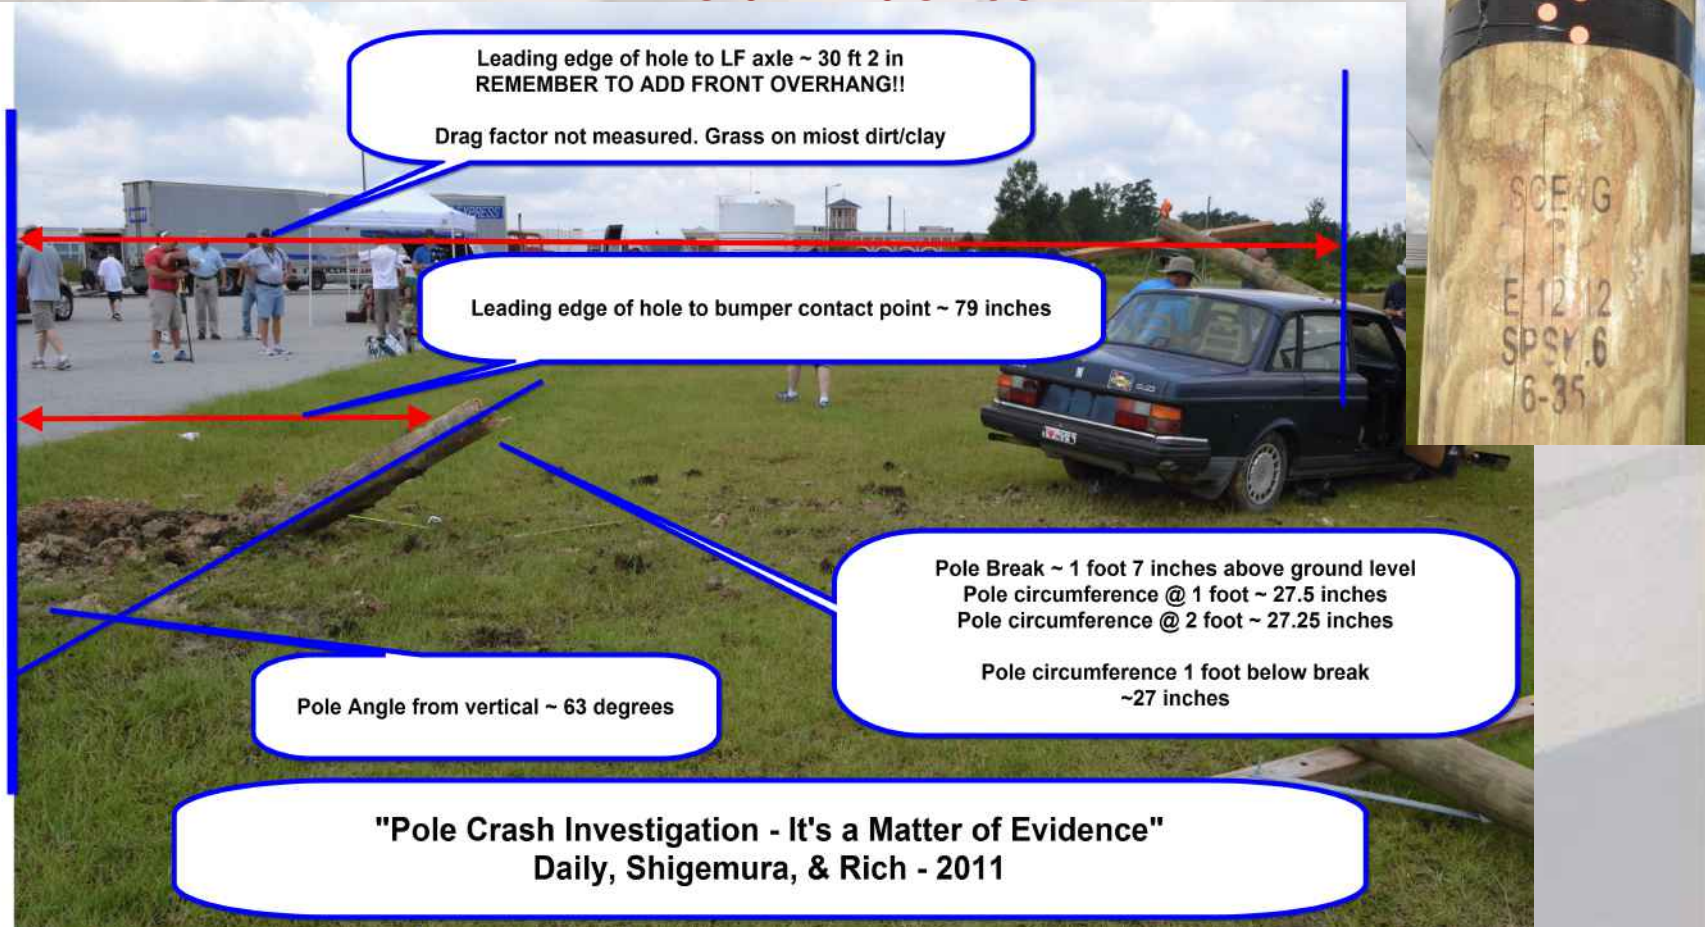 Leading edge of hole to LF axle ~ 30 ft 2 in
REMEMBER TO ADD FRONT OVERHANG!!
Drag factor not measured. Grass on miost dirt/clay
Leading edge of hole to bumper contact point ~ 79 inches
Pole Break ~ 1 foot 7 inches above ground level
Pole circumference @ 1 foot ~ 27.5 inches
Pole circumference @ 2 foot ~ 27.25 inches
Pole circumference 1 foot below break
~27 inches
Pole Angle from vertical ~ 63 degrees
"Pole Crash Investigation - It's a Matter of Evidence"
Daily, Shigemura, & Rich - 2011
6-35